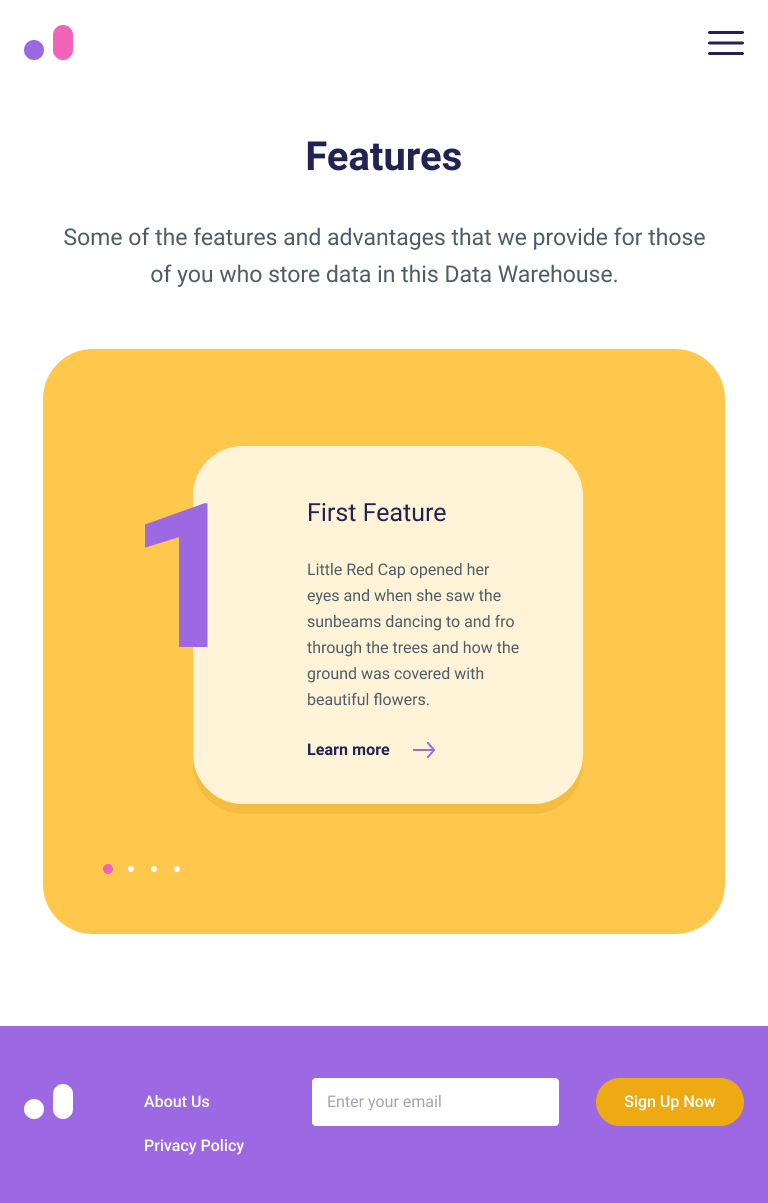 Features
Some of the features and advantages that we provide for those
of you who store data in this Data Warehouse.
1
First Feature
Little Red Cap opened her
eyes and when she saw the
sunbeams dancing to and fro
through the trees and how the
ground was covered with
beautiful flowers.
Learn more
About Us
Privacy Policy
Enter your email
Sign Up Now